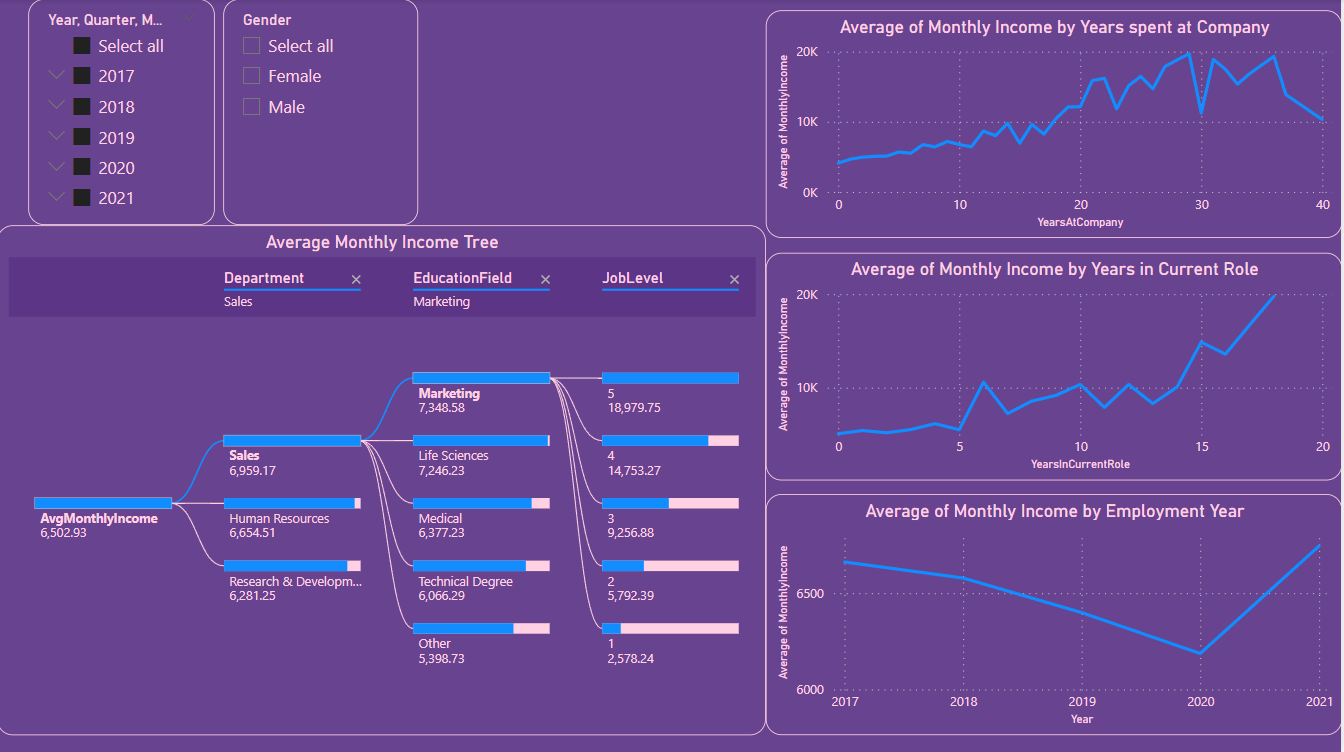 Year, Quarter, M...
Select all
2017
2018
2019
2020
2021
Gender
Select all
Female
Male
Average of Monthly Income by Years spent at Company
Average of MonthlyIncome
20K
10K
0K
0
10
20
30
40
YearsAtCompany
Average Monthly Income Tree
Department
EducationField
JobLevel
Sales
Marketing
AvgMonthlyIncome
6,502.93
Sales
6,959.17
Human Resources
6,654.51
Research & Developm...
6,281.25
Marketing
7,348.58
Life Sciences
7,246.23
Medical
6,377.23
Technical Degree
6,066.29
Other
5,398.73
5
18,979.75
4
14,753.27
3
9,256.88
2
5,792.39
1
2,578.24
Average of Monthly Income by Years in Current Role
Average of MonthlyIncome
20K
10K
0
5
10
15
20
YearsInCurrentRole
Average of Monthly Income by Employment Year
Average of MonthlyIncome
6500
6000
2017
2018
2019
2020
2021
Year